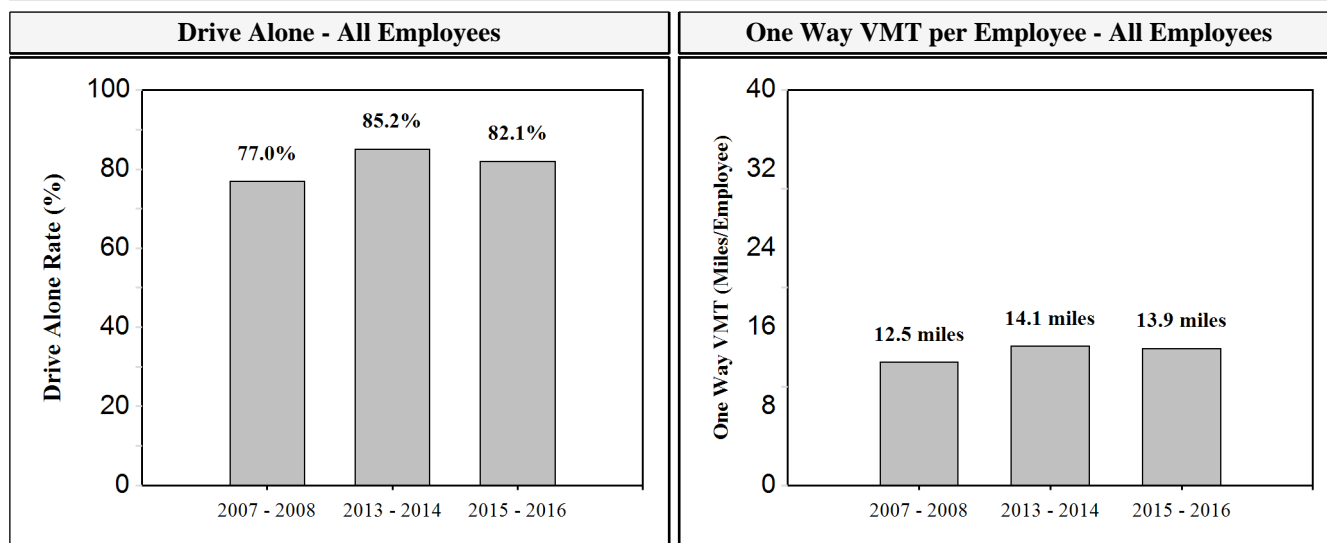 Drive Alone - All Employees
One Way VMT per Employee - All Employees
Drive Alone Rate (%)
100
80
60
40
20
0
77.0%
85.2%
82.1%
2007 - 2008
2013 - 2014
2015 - 2016
One Way VMT (Miles/Employee)
40
32
24
16
8
0
12.5 miles
14.1 miles
13.9 miles
2007 - 2008
2013 - 2014
2015 - 2016